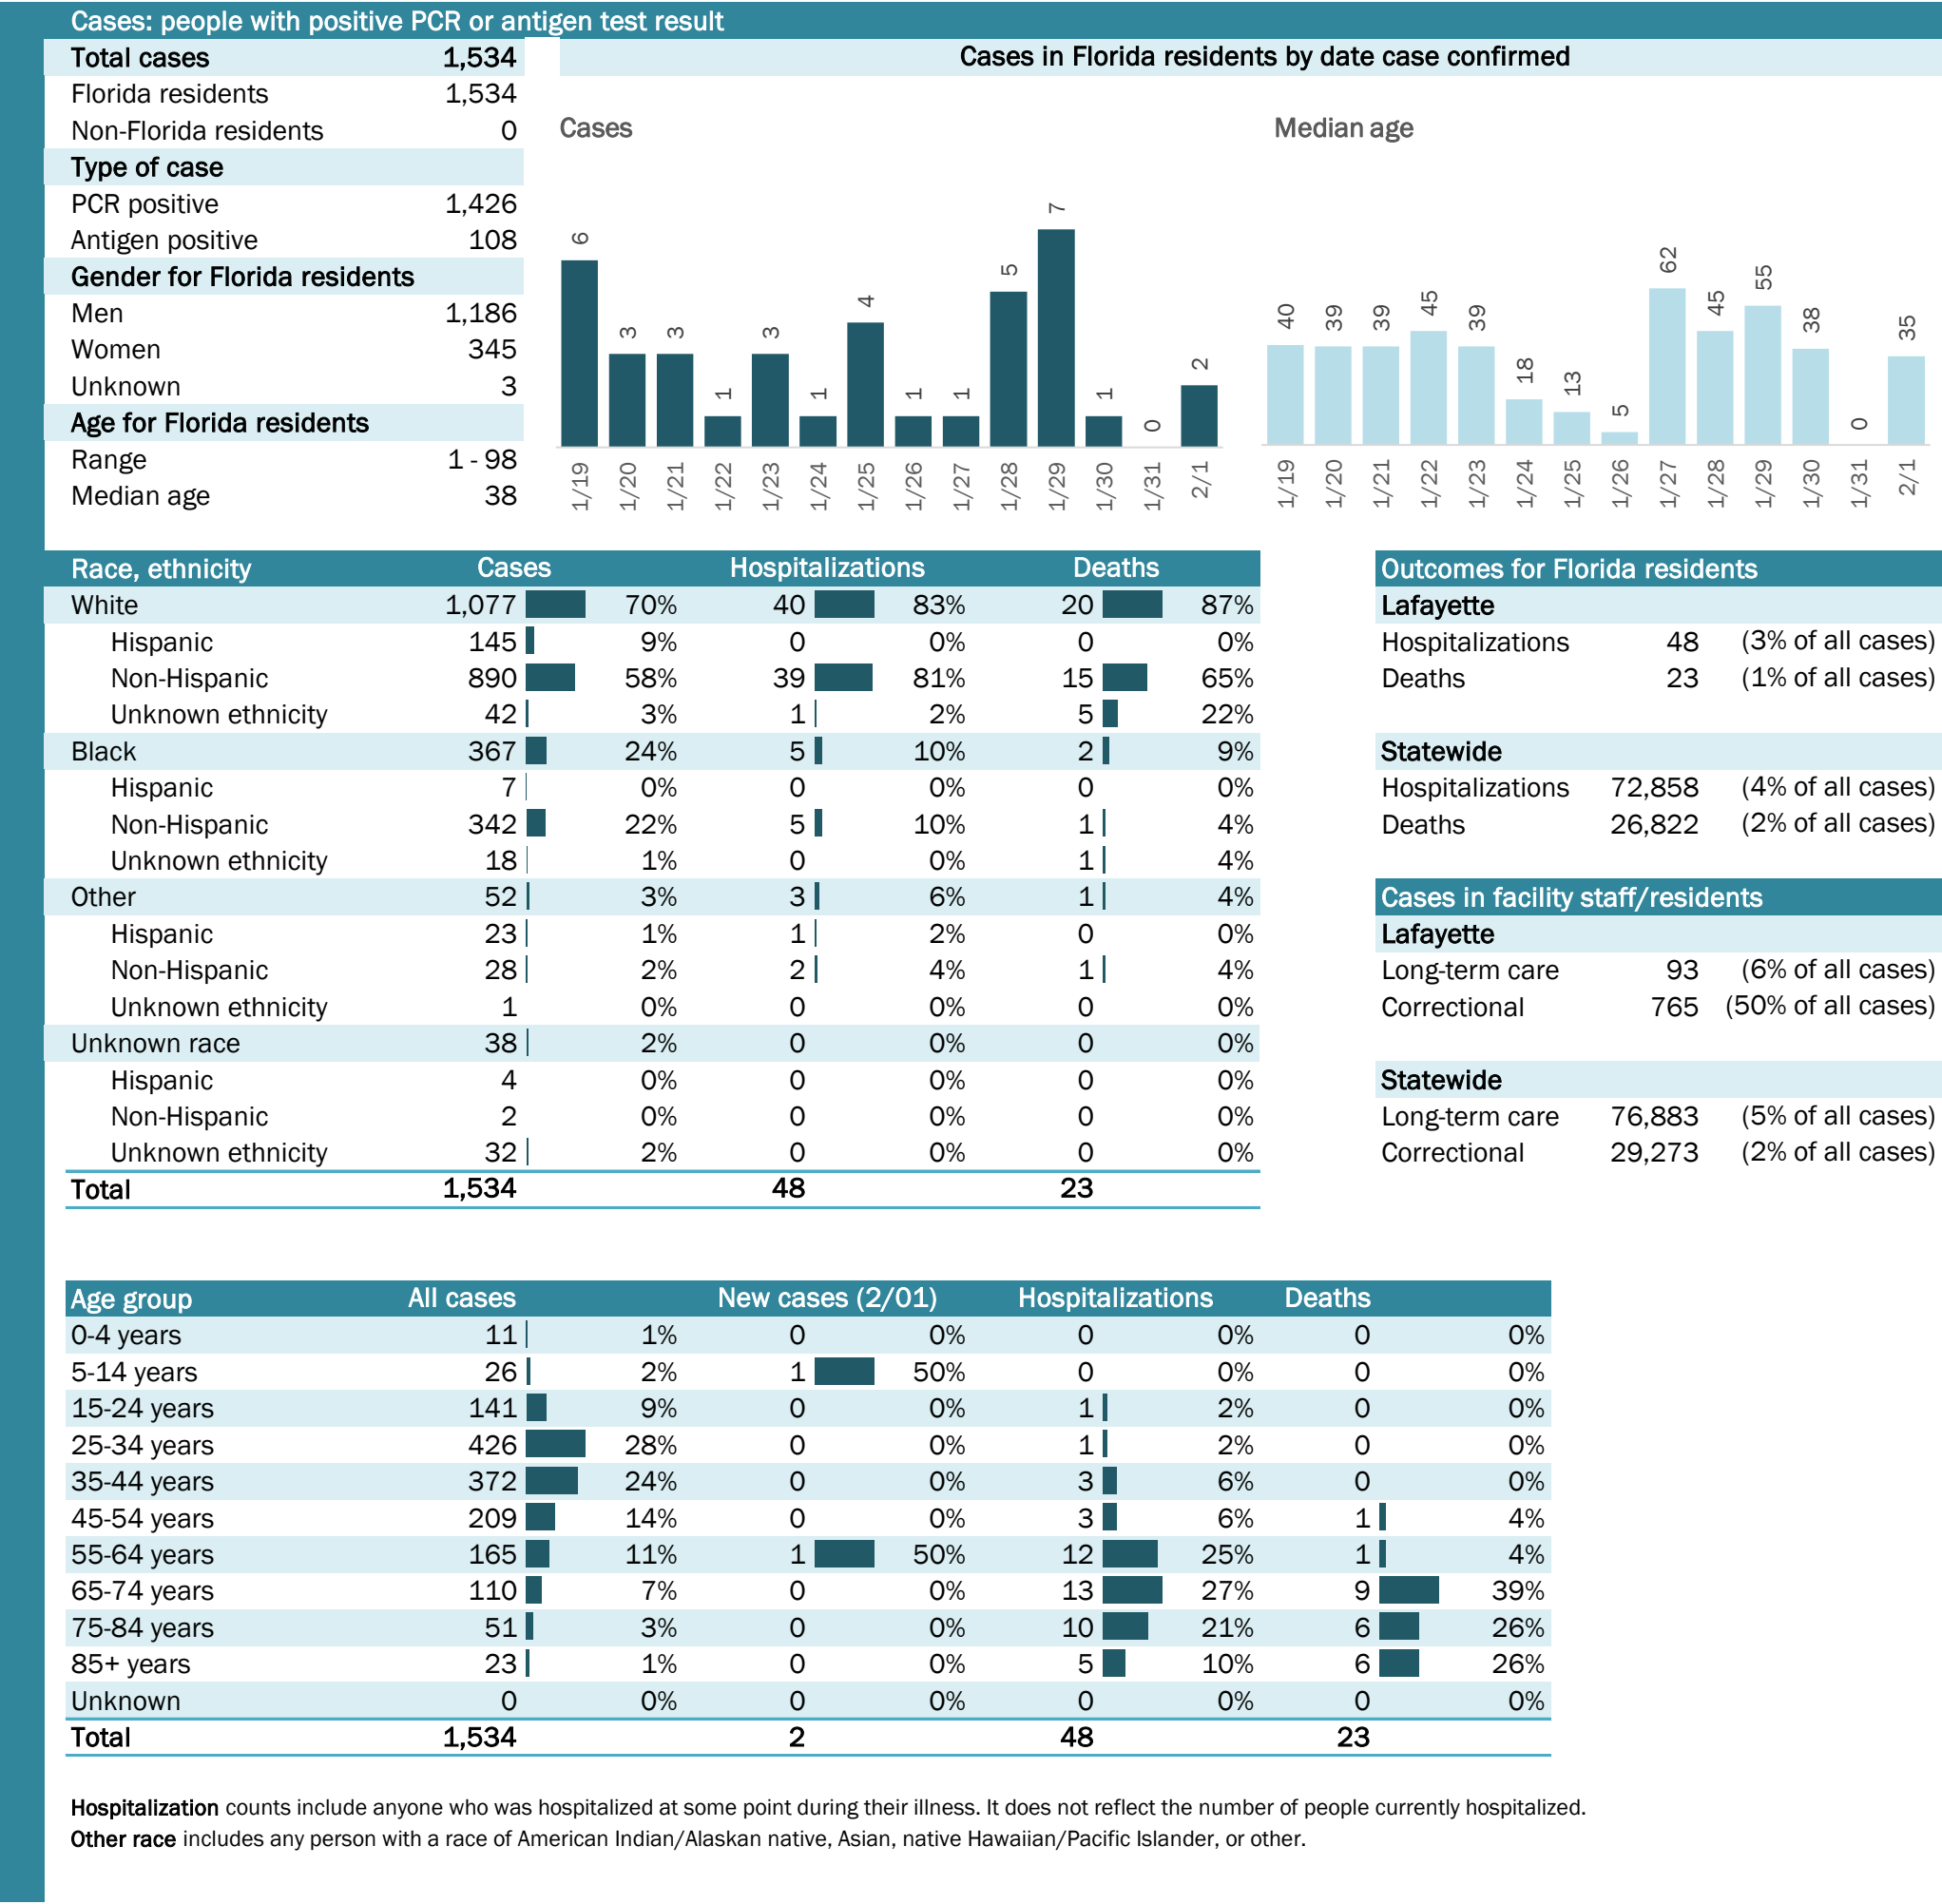 Cases: people with positive PCR or antigen test result
Total cases 1,534
Florida residents 1,534
Non-Florida residents 0
Type of case
PCR positive 1,426
Antigen positive 108
Gender for Florida residents
Men 1,186
Women 345
Unknown 3
Age for Florida residents
Range 1 - 98
Median age 38
Cases in Florida residents by date case confirmed
Cases
6 3 3 1 3 1 4 1 1 5 7 1 0 2
1/19 1/20 1/21 1/22 1/23 1/24 1/25 1/26 1/27 1/28 1/29 1/30 1/31 2/1
Median age
40 39 39 45 39 18 13 5 62 45 55 38 0 35
1/19 1/20 1/21 1/22 1/23 1/24 1/25 1/26 1/27 1/28 1/29 1/30 1/31 2/1
Race, ethnicity Cases Hospitalizations Deaths
White 1,077 70% 40 83% 20 87%
Hispanic 145 9% 0 0% 0 0%
Non-Hispanic 890 58% 39 81% 15 65%
Unknown ethnicity 42 3% 1 2% 5 22%
Black 367 24% 5 10% 2 9%
Hispanic 7 0% 0 0% 0 0%
Non-Hispanic 342 22% 5 10% 1 4%
Unknown ethnicity 18 1% 0 0% 1 4%
Other 52 3% 3 6% 1 4%
Hispanic 23 1% 1 2% 0 0%
Non-Hispanic 28 2% 2 4% 1 4%
Unknown ethnicity 1 0% 0 0% 0 0%
Unknown race 38 2% 0 0% 0 0%
Hispanic 4 0% 0 0% 0 0%
Non-Hispanic 2 0% 0 0% 0 0%
Unknown ethnicity 32 2% 0 0% 0 0%
Total 1,534 48 23
Outcomes for Florida residents
Lafayette
Hospitalizations 48 (3% of all cases)
Deaths 23 (1% of all cases)
Statewide
Hospitalizations 72,858 (4% of all cases)
Deaths 26,822 (2% of all cases)
Cases in facility staff/residents
Lafayette
Long-term care 93 (6% of all cases)
Correctional 765 (50% of all cases)
Statewide
Long-term care 76,883 (5% of all cases)
Correctional 29,273 (2% of all cases)
Age group All cases New cases (2/01) Hospitalizations Deaths
0-4 years 11 1% 0 0% 0 0% 0 0%
5-14 years 26 2% 1 50% 0 0% 0 0%
15-24 years 141 9% 0 0% 1 2% 0 0%
25-34 years 426 28% 0 0% 1 2% 0 0%
35-44 years 372 24% 0 0% 3 6% 0 0%
45-54 years 209 14% 0 0% 3 6% 1 4%
55-64 years 165 11% 1 50% 12 25% 1 4%
65-74 years 110 7% 0 0% 13 27% 9 39%
75-84 years 51 3% 0 0% 10 21% 6 26%
85+ years 23 1% 0 0% 5 10% 6 26%
Unknown 0 0% 0 0% 0 0% 0 0%
Total 1,534 2 48 23
Hospitalization counts include anyone who was hospitalized at some point during their illness. It does not reflect the number of people currently hospitalized.
Other race includes any person with a race of American Indian/Alaskan native, Asian, native Hawaiian/Pacific Islander, or other.